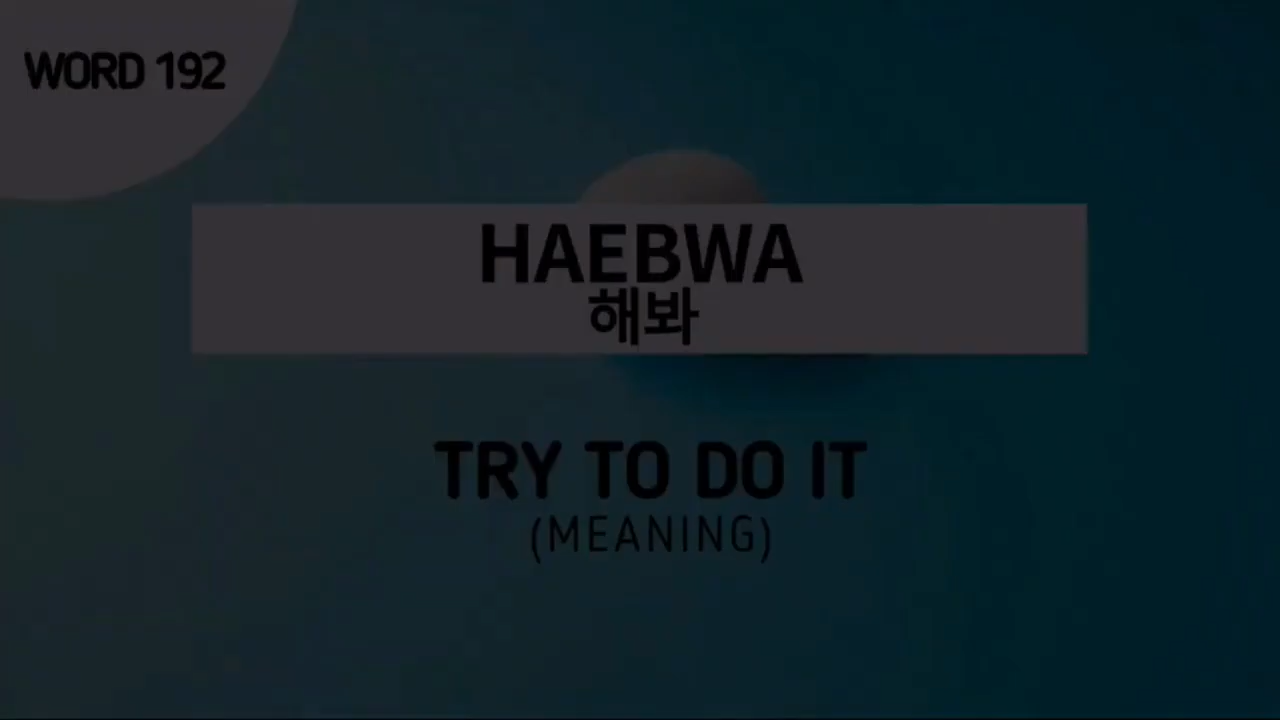 WORD 192
HAEBWA
해봐
TRY TO DO IT
(MEANING)